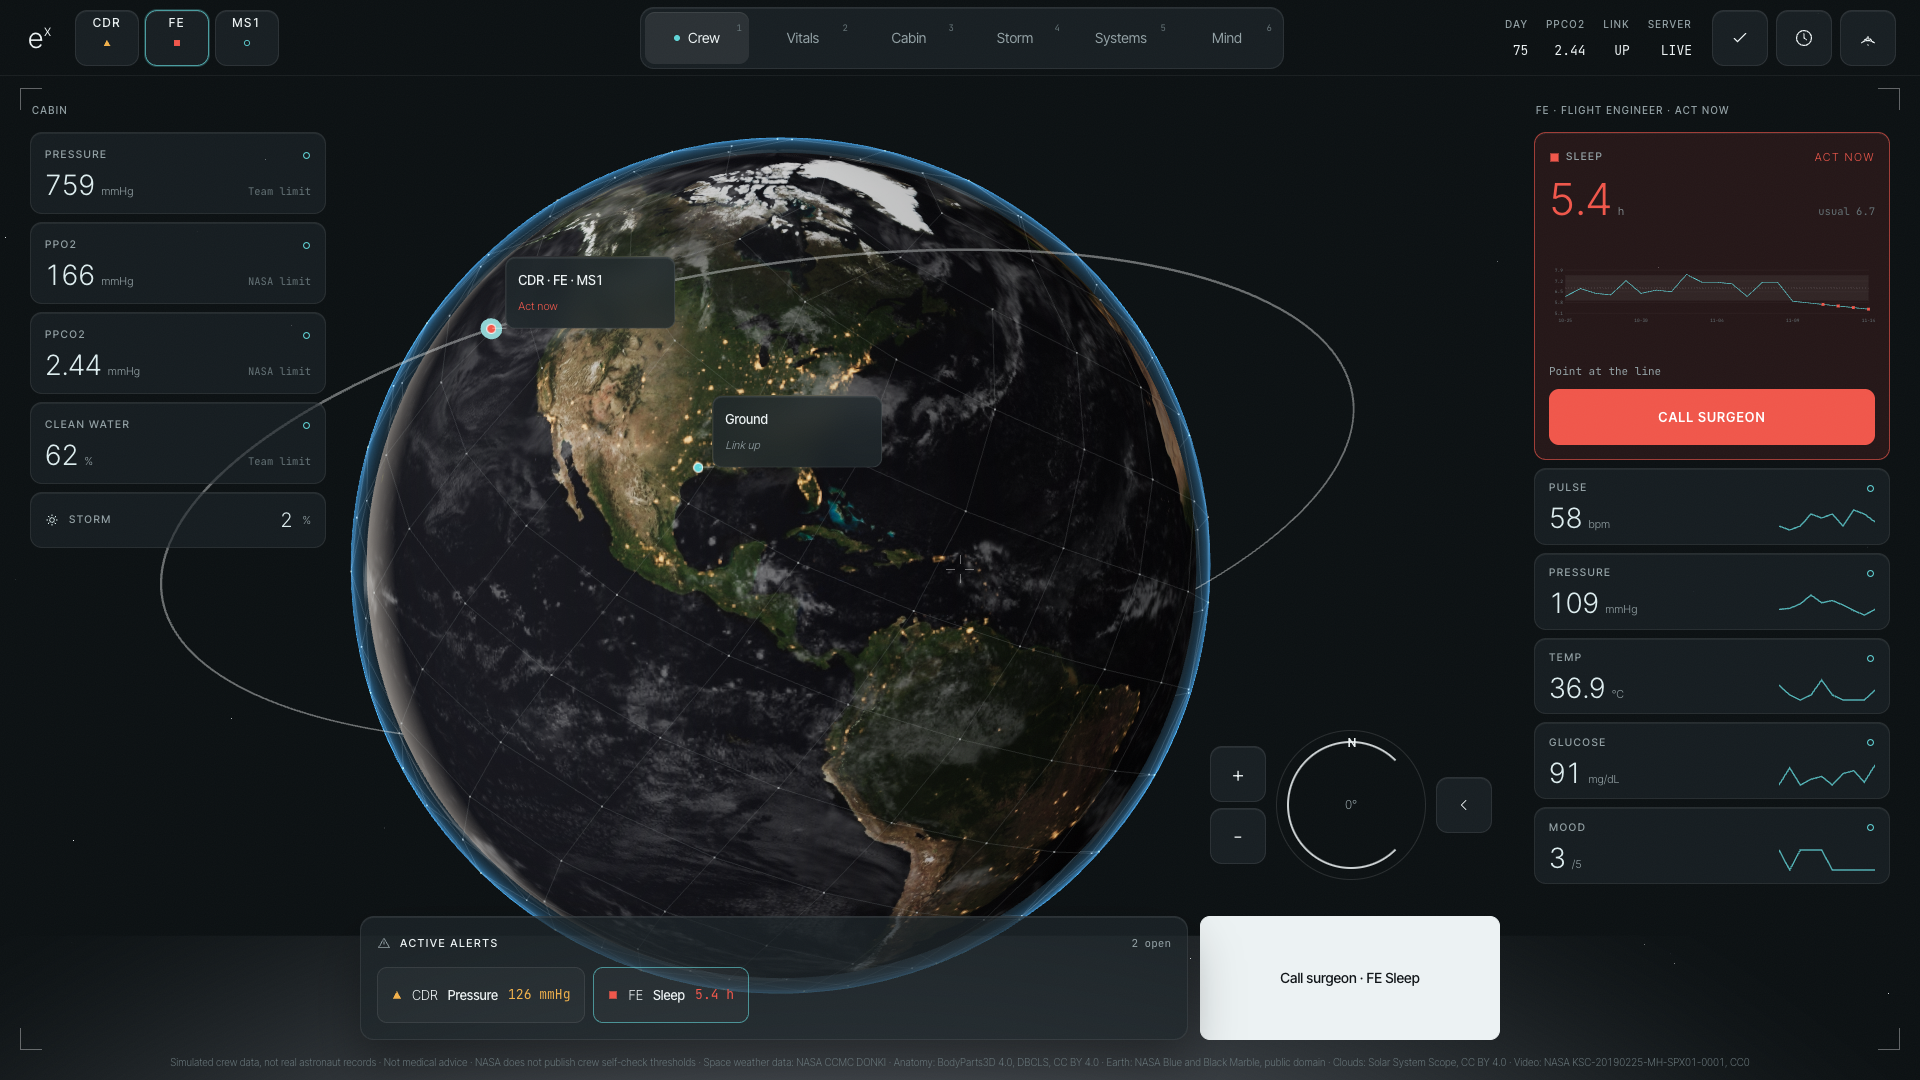 eX
CDR
FE
MS1
Crew 1
Vitals 2
Cabin 3
Storm 4
Systems 5
Mind 6
DAY PPCO2 LINK SERVER
75 2.44 UP LIVE
CABIN
PRESSURE
759 mmHg Team limit
PPO2
166 mmHg NASA limit
PPCO2
2.44 mmHg NASA limit
CLEAN WATER
62 % Team limit
STORM 2 %
CDR · FE · MS1
Act now
Ground
Link up
N
0°
+
-
FE · FLIGHT ENGINEER · ACT NOW
SLEEP ACT NOW
5.4 h usual 6.7
Point at the line
CALL SURGEON
PULSE
58 bpm
PRESSURE
109 mmHg
TEMP
36.9 °C
GLUCOSE
91 mg/dL
MOOD
3 /5
ACTIVE ALERTS 2 open
CDR Pressure 126 mmHg
FE Sleep 5.4 h
Call surgeon · FE Sleep
Simulated crew data, not real astronaut records · Not medical advice · NASA does not publish crew self-check thresholds · Space weather data: NASA CCMC DONKI · Anatomy: BodyParts3D 4.0, DBCLS, CC BY 4.0 · Earth: NASA Blue and Black Marble, public domain · Clouds: Solar System Scope, CC BY 4.0 · Video: NASA KSC-20190225-MH-SPX01-0001, CC0